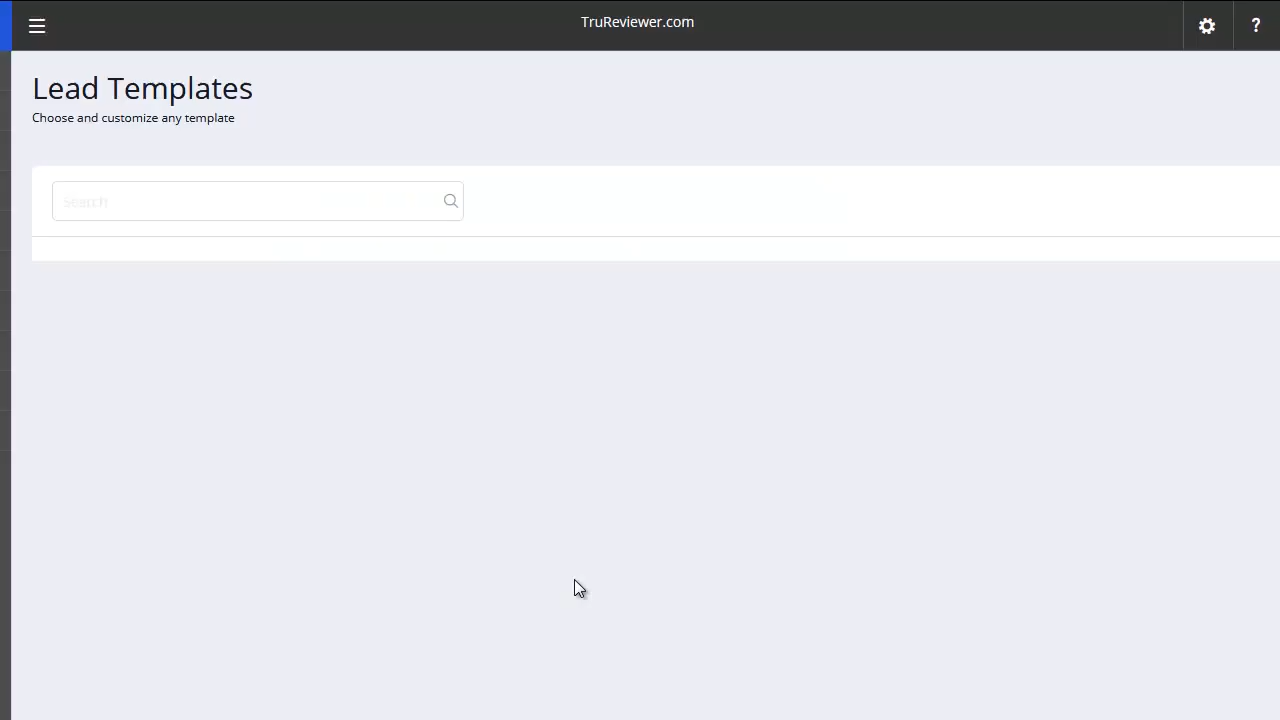 TruReviewer.com
?
Lead Templates
Choose and customize any template
Search